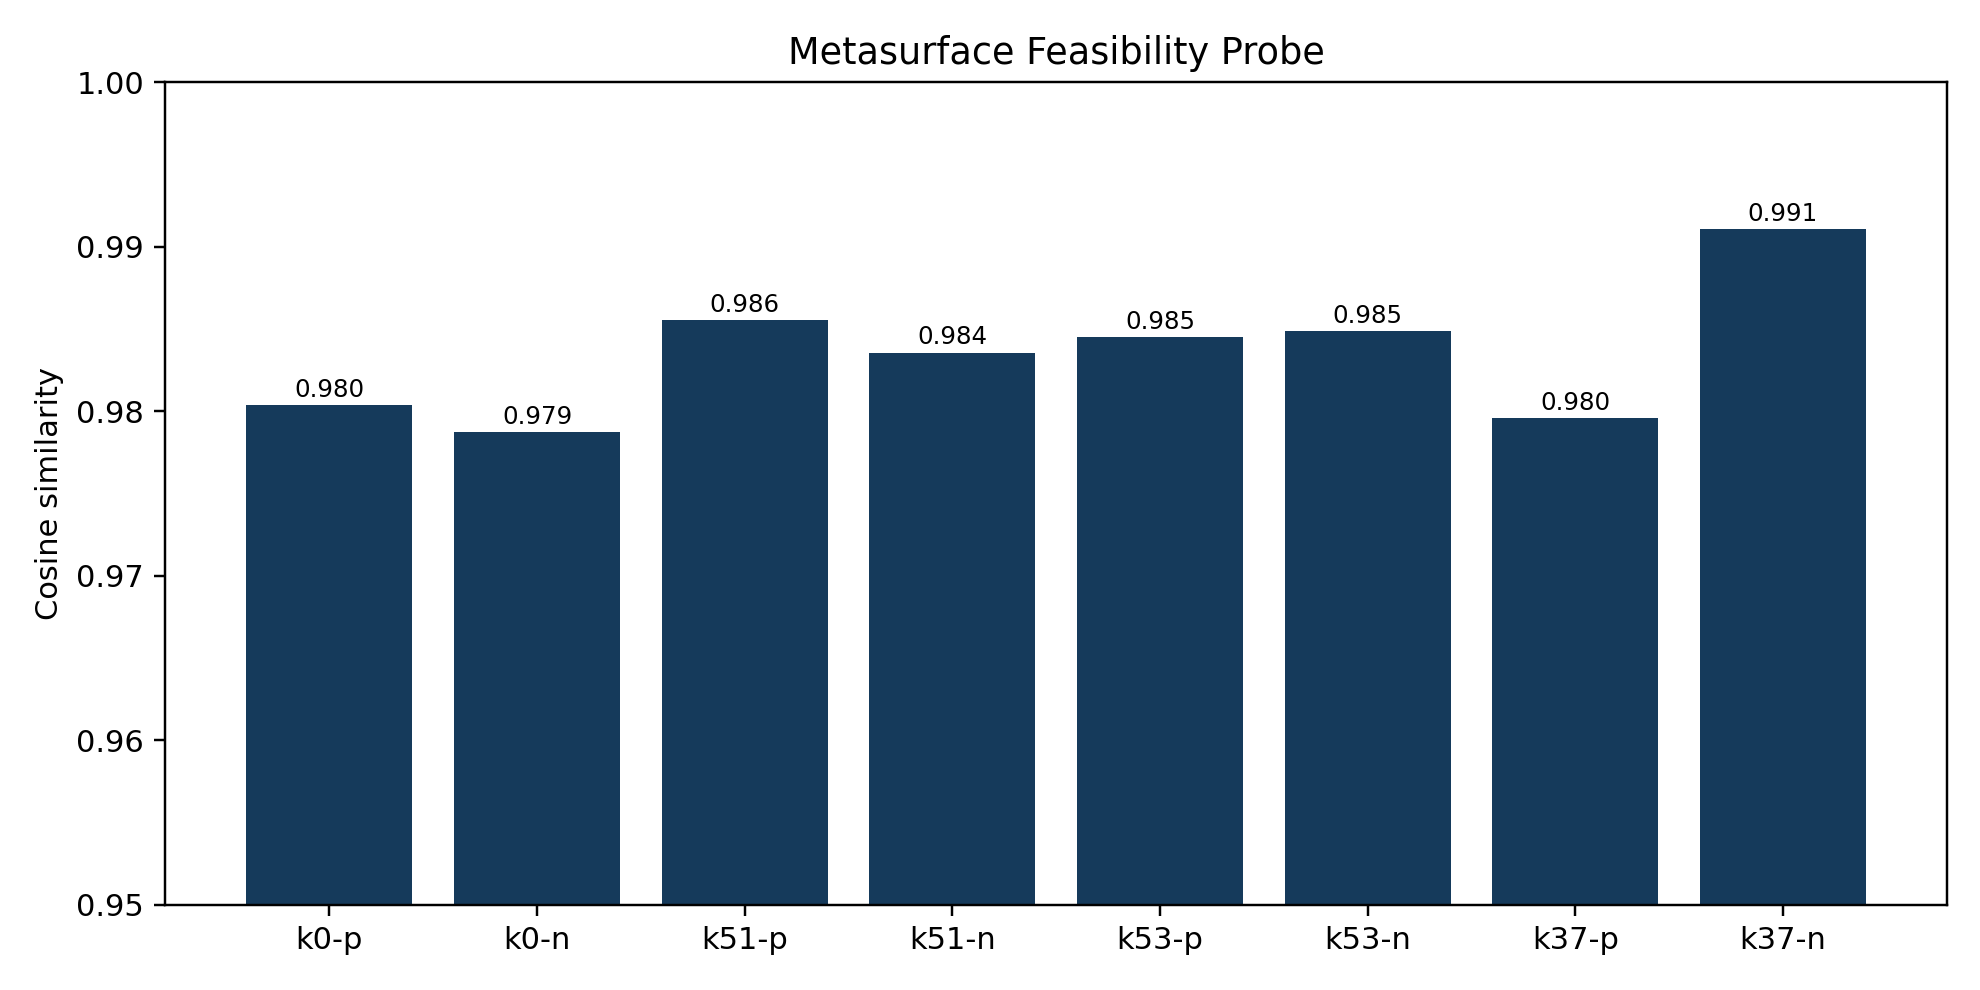 Metasurface Feasibility Probe
Cosine similarity
1.00
0.99
0.98
0.97
0.96
0.95
0.980
0.979
0.986
0.984
0.985
0.985
0.980
0.991
k0-p
k0-n
k51-p
k51-n
k53-p
k53-n
k37-p
k37-n